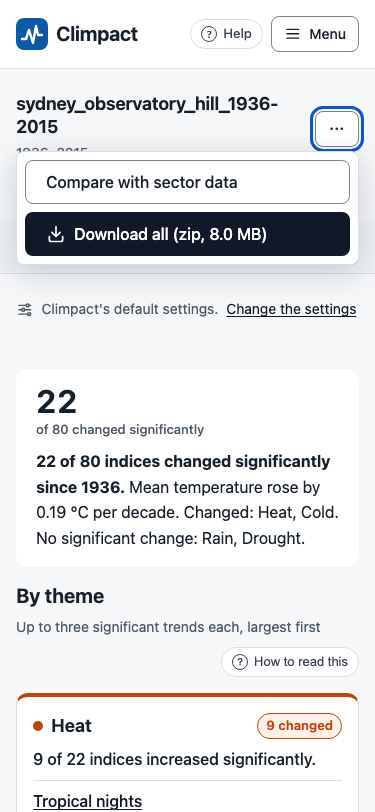 Climpact
? Help
Menu
sydney_observatory_hill_1936-
2015
...
1936–2015
Compare with sector data
Download all (zip, 8.0 MB)
Climpact's default settings. Change the settings
22
of 80 changed significantly
22 of 80 indices changed significantly
since 1936. Mean temperature rose by
0.19 °C per decade. Changed: Heat, Cold.
No significant change: Rain, Drought.
By theme
Up to three significant trends each, largest first
? How to read this
Heat
9 changed
9 of 22 indices increased significantly.
Tropical nights